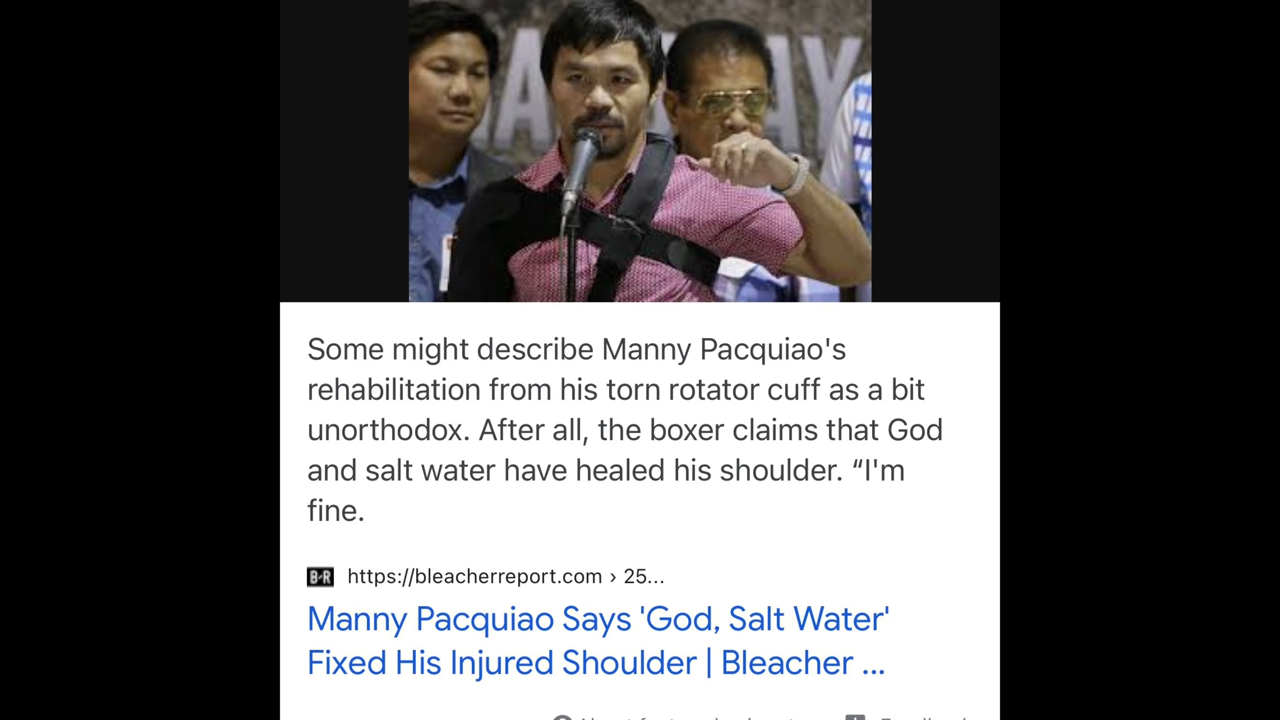 Some might describe Manny Pacquiao's
rehabilitation from his torn rotator cuff as a bit
unorthodox. After all, the boxer claims that God
and salt water have healed his shoulder. “I'm
fine.
B/R https://bleacherreport.com › 25...
Manny Pacquiao Says 'God, Salt Water'
Fixed His Injured Shoulder | Bleacher ...